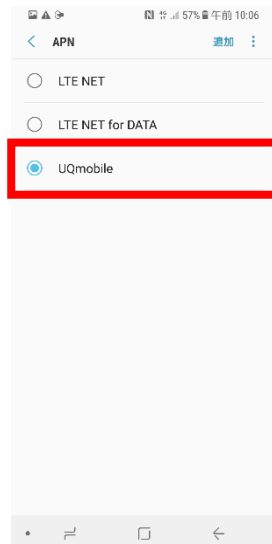 57% 午前 10:06
APN
追加
LTE NET
LTE NET for DATA
UQmobile